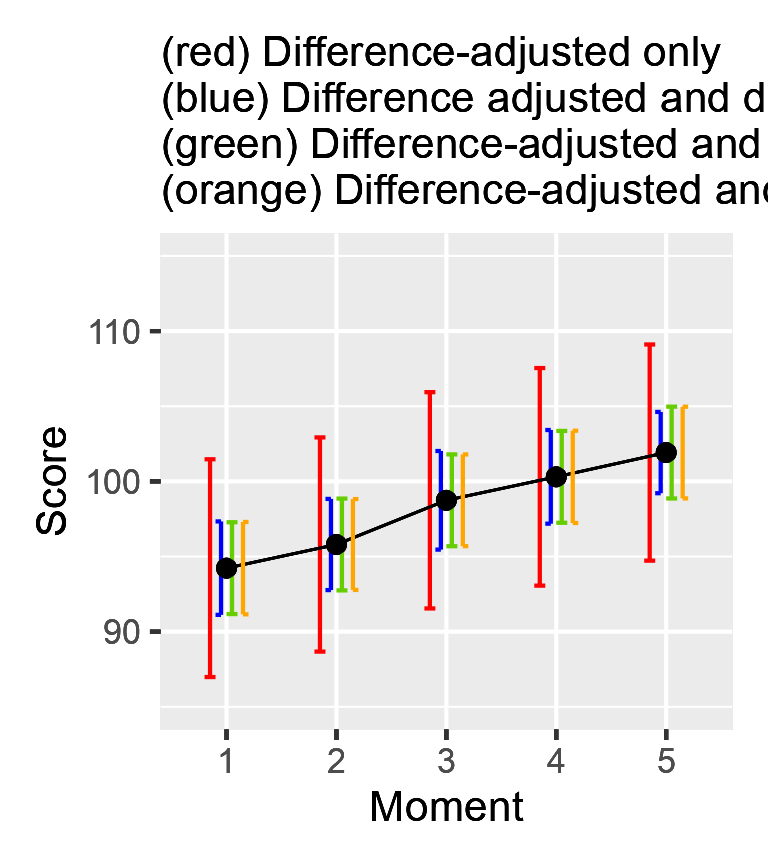 (red) Difference-adjusted only
(blue) Difference adjusted and d
(green) Difference-adjusted and
(orange) Difference-adjusted and
110
100
90
Score
1 2 3 4 5
Moment